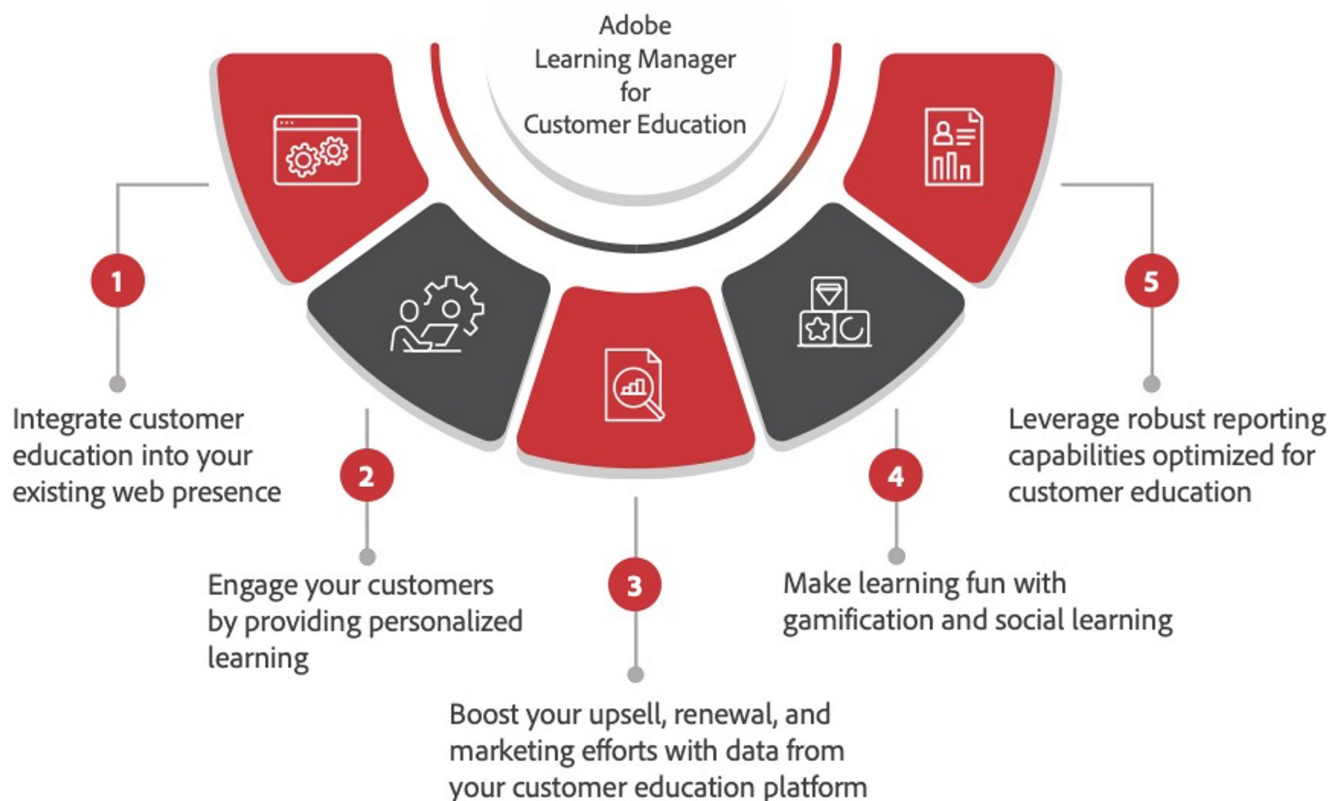 Adobe
Learning Manager
for
Customer Education
1
Integrate customer
education into your
existing web presence
2
Engage your customers
by providing personalized
learning
3
Boost your upsell, renewal, and
marketing efforts with data from
your customer education platform
4
Make learning fun with
gamification and social learning
5
Leverage robust reporting
capabilities optimized for
customer education